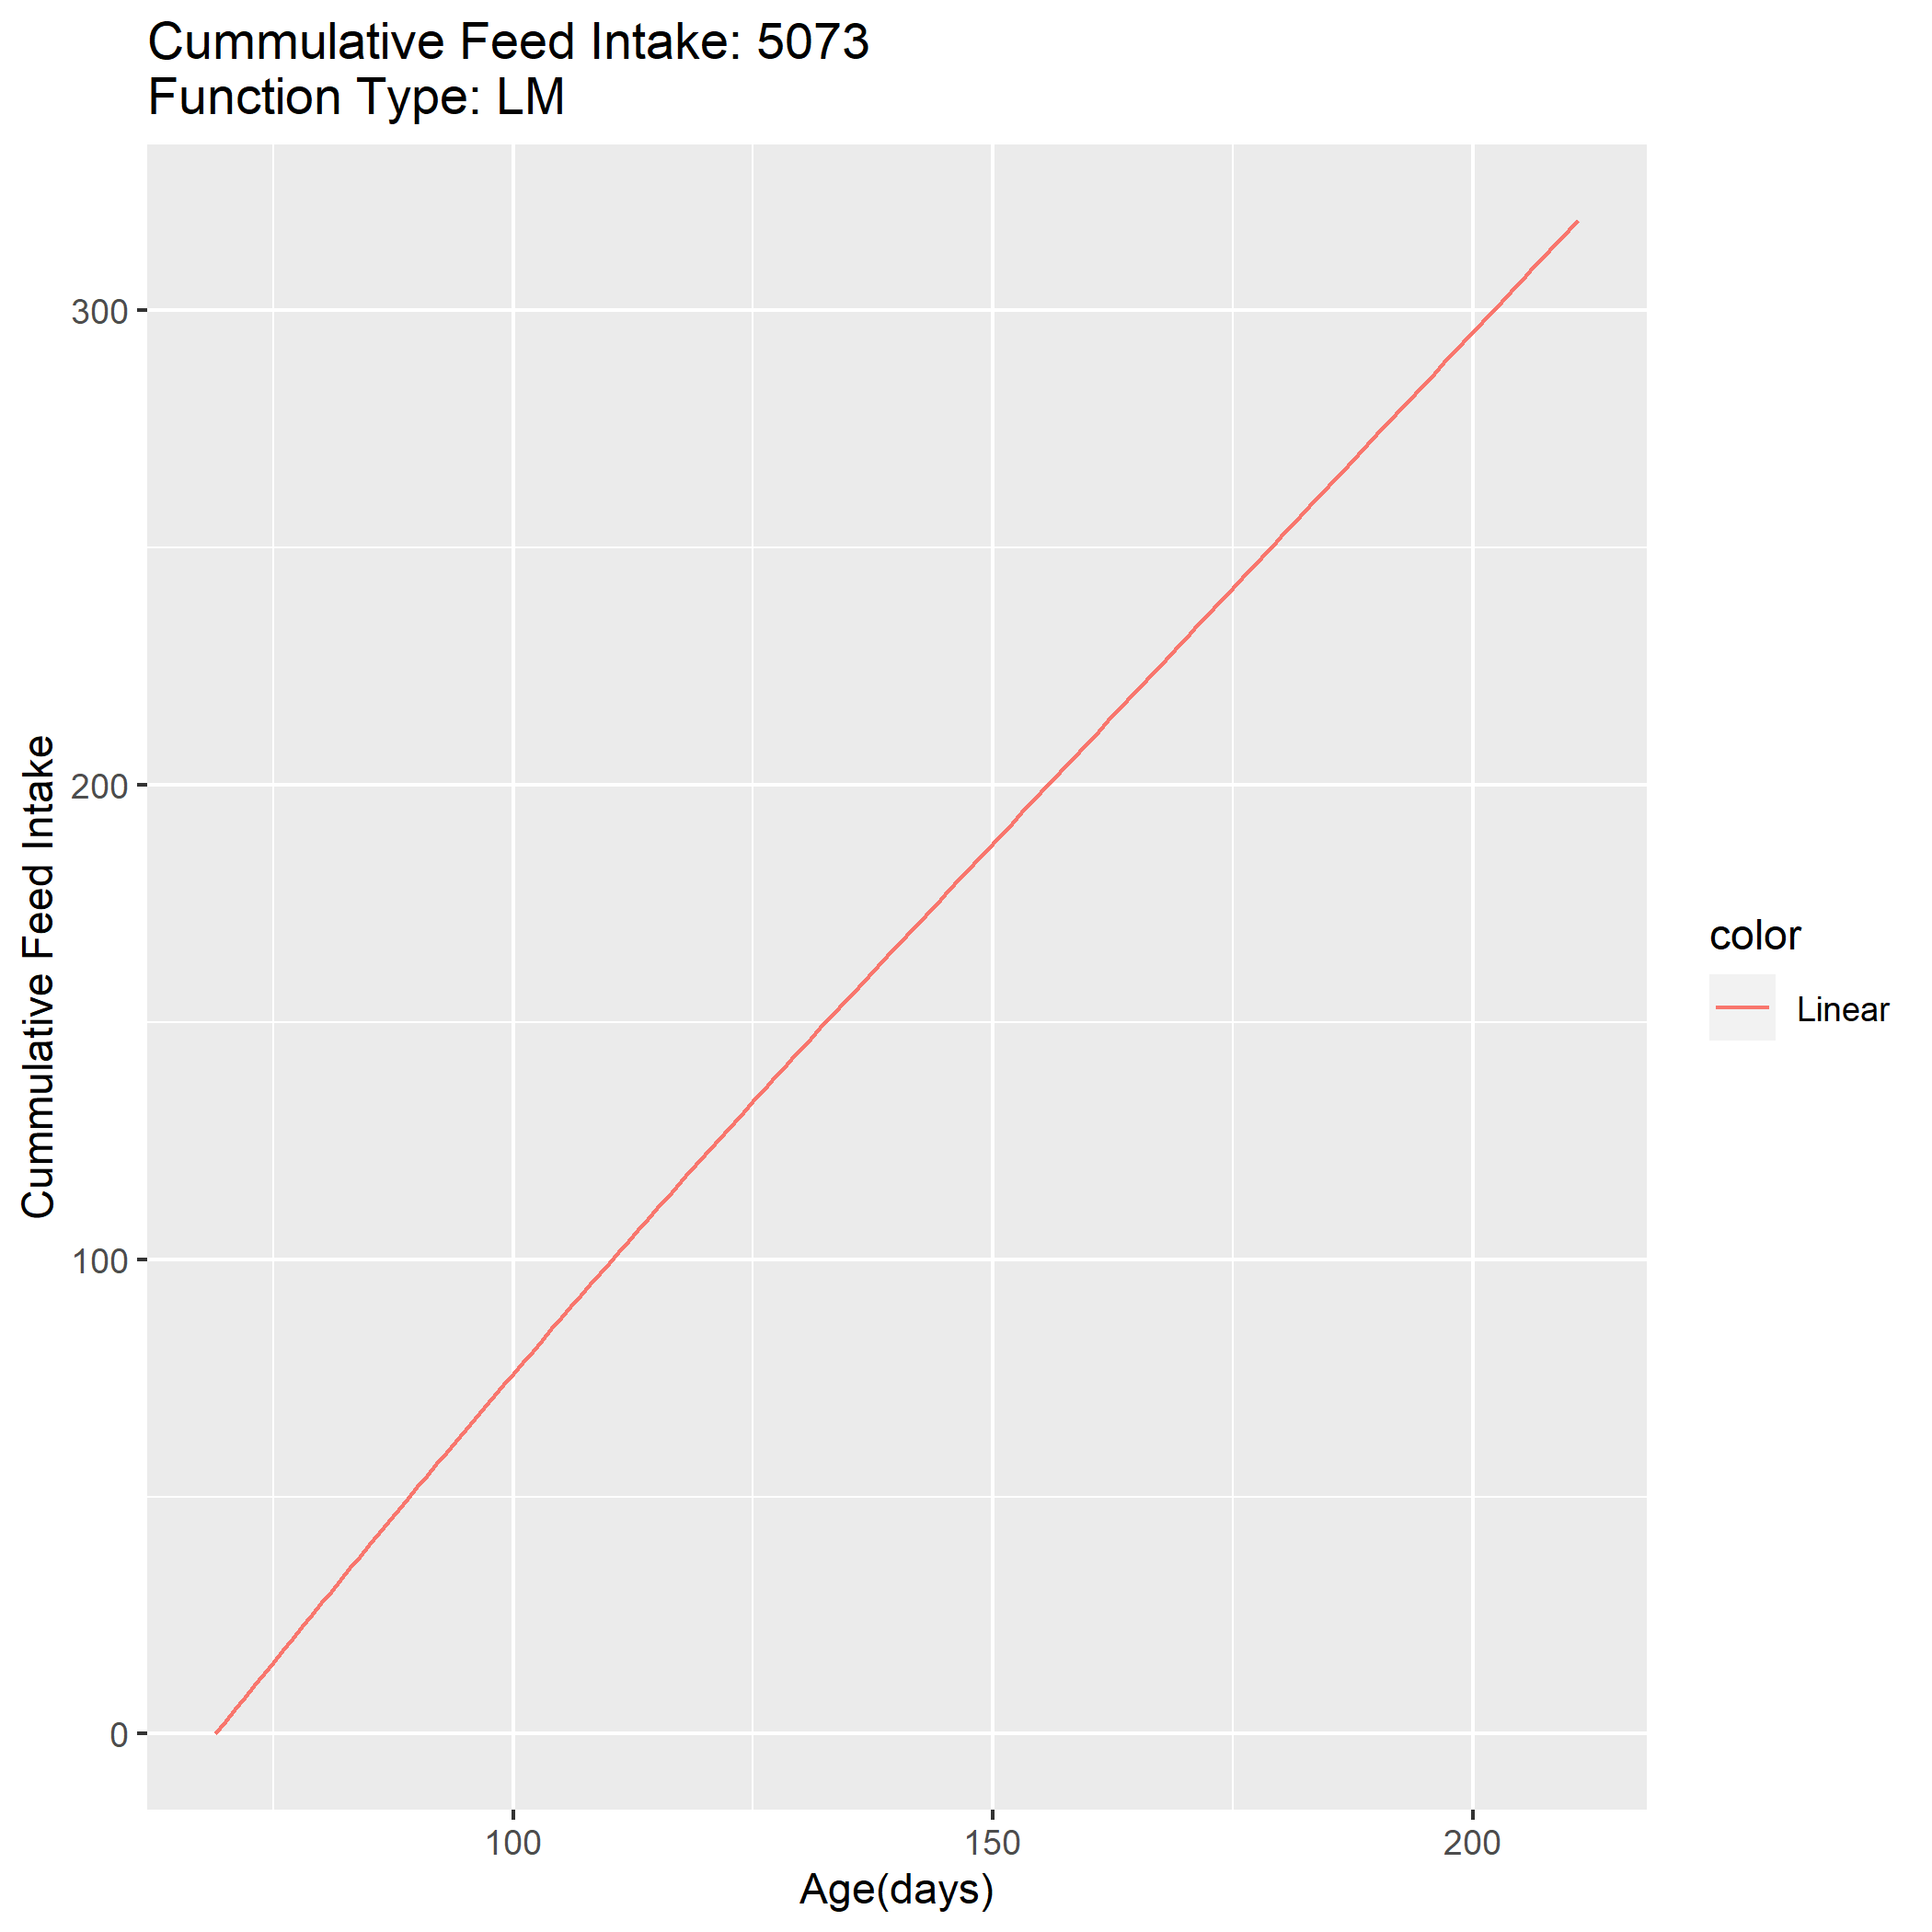 Cummulative Feed Intake: 5073
Function Type: LM
Cummulative Feed Intake
300
200
100
0
100
150
200
Age(days)
color
Linear